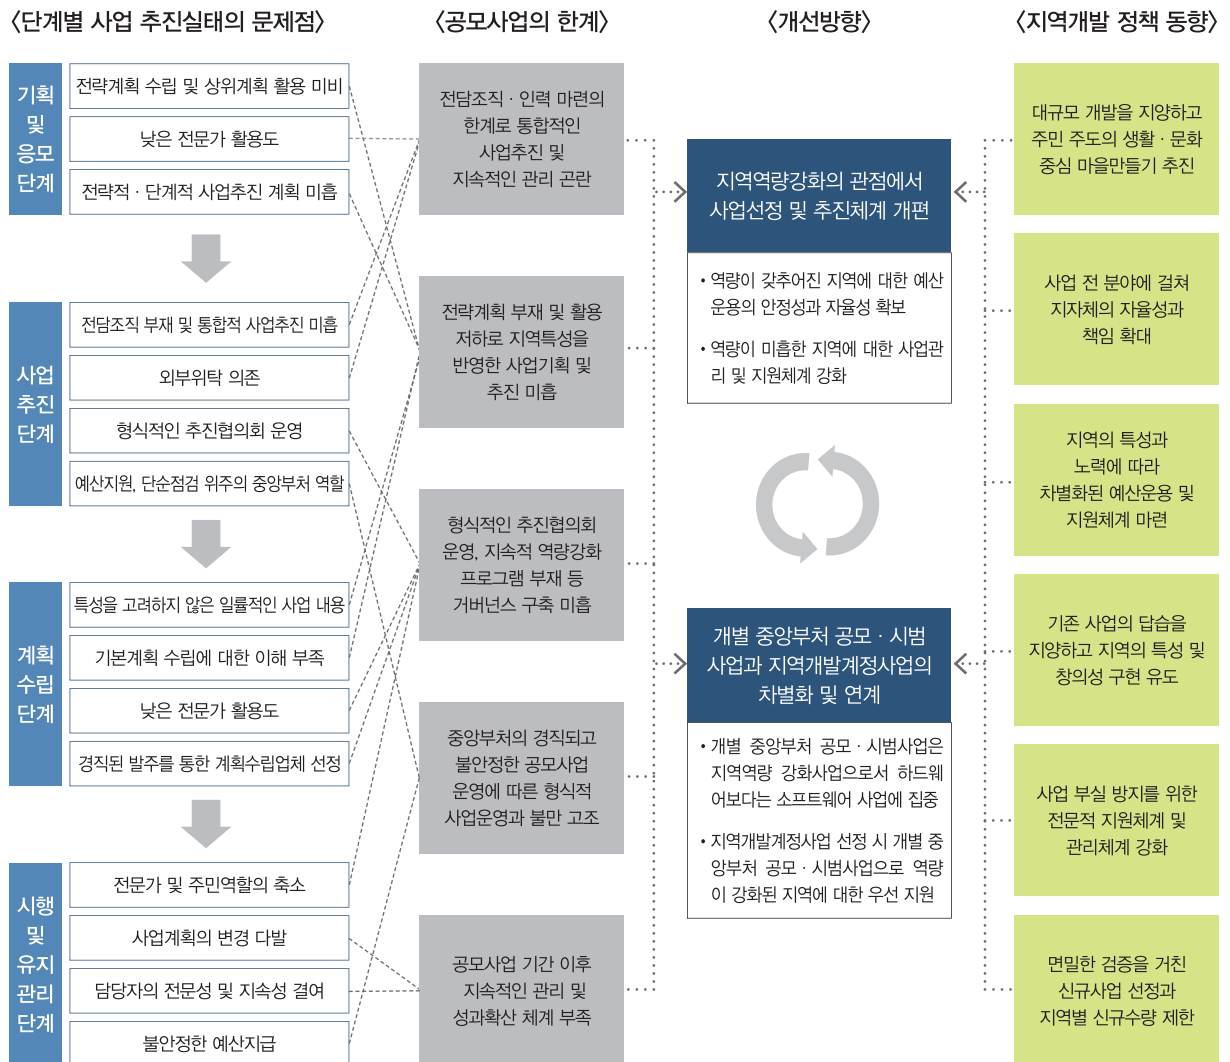 〈단계별 사업 추진실태의 문제점〉
기획
및
응모
단계
전략계획 수립 및 상위계획 활용 미비
낮은 전문가 활용도
전략적 · 단계적 사업추진 계획 미흡
사업
추진
단계
전담조직 부재 및 통합적 사업추진 미흡
외부위탁 의존
형식적인 추진협의회 운영
예산지원, 단순점검 위주의 중앙부처 역할
계획
수립
단계
특성을 고려하지 않은 일률적인 사업 내용
기본계획 수립에 대한 이해 부족
낮은 전문가 활용도
경직된 발주를 통한 계획수립업체 선정
시행
및
유지
관리
단계
전문가 및 주민역할의 축소
사업계획의 변경 다발
담당자의 전문성 및 지속성 결여
불안정한 예산지급
〈공모사업의 한계〉
전담조직 · 인력 마련의
한계로 통합적인
사업추진 및
지속적인 관리 곤란
전략계획 부재 및 활용
저하로 지역특성을
반영한 사업기획 및
추진 미흡
형식적인 추진협의회
운영, 지속적 역량강화
프로그램 부재 등
거버넌스 구축 미흡
중앙부처의 경직되고
불안정한 공모사업
운영에 따른 형식적
사업운영과 불만 고조
공모사업 기간 이후
지속적인 관리 및
성과확산 체계 부족
〈개선방향〉
지역역량강화의 관점에서
사업선정 및 추진체계 개편
• 역량이 갖추어진 지역에 대한 예산
운용의 안정성과 자율성 확보
• 역량이 미흡한 지역에 대한 사업관
리 및 지원체계 강화
개별 중앙부처 공모 · 시범
사업과 지역개발계정사업의
차별화 및 연계
• 개별 중앙부처 공모 · 시범사업은
지역역량 강화사업으로서 하드웨
어보다는 소프트웨어 사업에 집중
• 지역개발계정사업 선정 시 개별 중
앙부처 공모 · 시범사업으로 역량
이 강화된 지역에 대한 우선 지원
〈지역개발 정책 동향〉
대규모 개발을 지양하고
주민 주도의 생활 · 문화
중심 마을만들기 추진
사업 전 분야에 걸쳐
지자체의 자율성과
책임 확대
지역의 특성과
노력에 따라
차별화된 예산운용 및
지원체계 마련
기존 사업의 답습을
지양하고 지역의 특성 및
창의성 구현 유도
사업 부실 방지를 위한
전문적 지원체계 및
관리체계 강화
면밀한 검증을 거친
신규사업 선정과
지역별 신규수량 제한